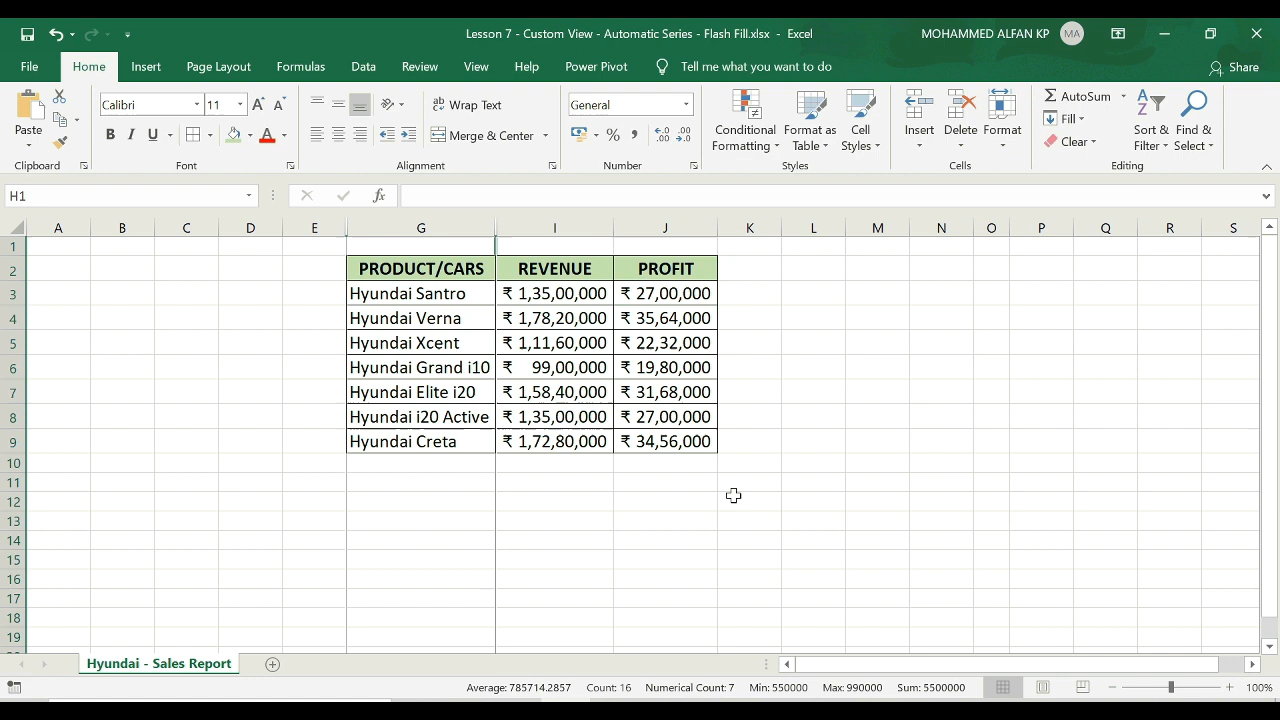 Lesson 7 - Custom View - Automatic Series - Flash Fill.xlsx - Excel
MOHAMMED ALFAN KP MA
File Home Insert Page Layout Formulas Data Review View Help Power Pivot Tell me what you want to do Share
Paste
Clipboard
Calibri 11
B I U
Font
Wrap Text
Merge & Center
Alignment
General
Number
Conditional Formatting
Format as Table
Cell Styles
Styles
Insert Delete Format
Cells
AutoSum
Fill
Clear
Sort & Filter
Find & Select
Editing
H1 fx
A B C D E G I J K L M N O P Q R S
1
2 PRODUCT/CARS REVENUE PROFIT
3 Hyundai Santro ₹ 1,35,00,000 ₹ 27,00,000
4 Hyundai Verna ₹ 1,78,20,000 ₹ 35,64,000
5 Hyundai Xcent ₹ 1,11,60,000 ₹ 22,32,000
6 Hyundai Grand i10 ₹ 99,00,000 ₹ 19,80,000
7 Hyundai Elite i20 ₹ 1,58,40,000 ₹ 31,68,000
8 Hyundai i20 Active ₹ 1,35,00,000 ₹ 27,00,000
9 Hyundai Creta ₹ 1,72,80,000 ₹ 34,56,000
10
11
12
13
14
15
16
17
18
19
Hyundai - Sales Report
Average: 785714.2857 Count: 16 Numerical Count: 7 Min: 550000 Max: 990000 Sum: 5500000 100%